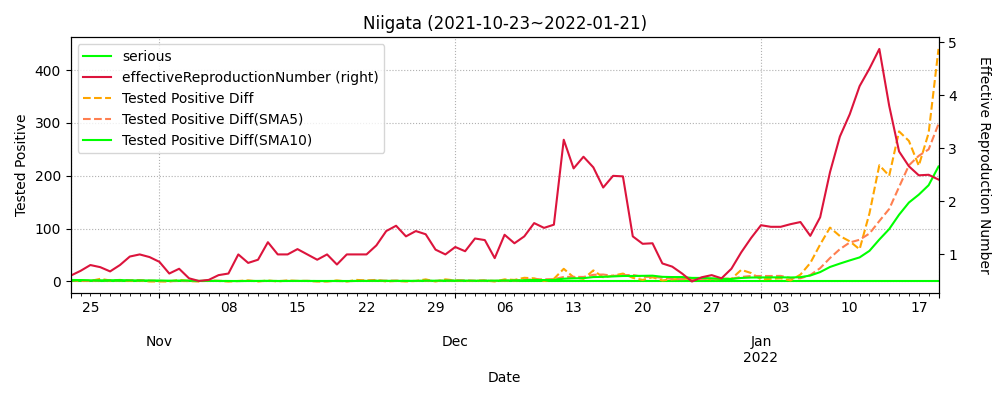 Niigata (2021-10-23~2022-01-21)
serious
effectiveReproductionNumber (right)
Tested Positive Diff
Tested Positive Diff(SMA5)
Tested Positive Diff(SMA10)
Tested Positive
400
300
200
100
0
5
4
3
2
1
Effective Reproduction Number
25 08 15 22 29 06 13 20 27 03 10 17
Nov Dec Jan
2022
Date